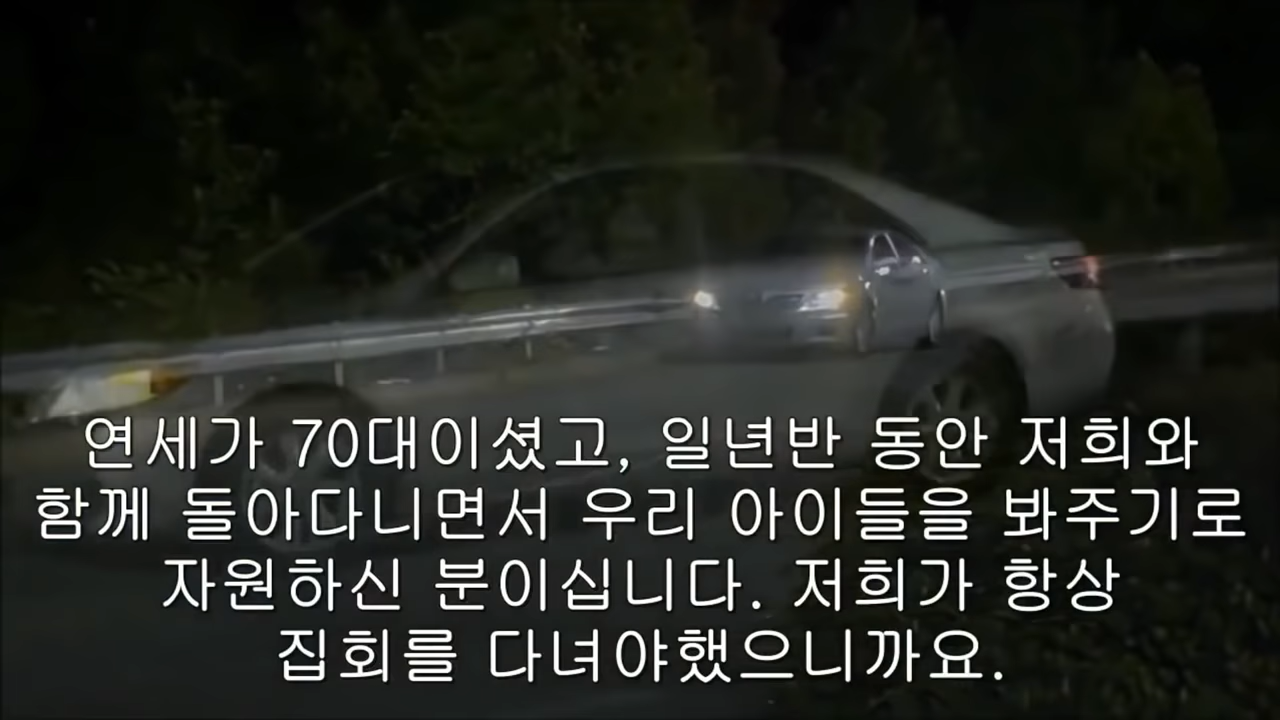 연세가 70대이셨고, 일년반 동안 저희와
함께 돌아다니면서 우리 아이들을 봐주기로
자원하신 분이십니다. 저희가 항상
집회를 다녀야했으니까요.